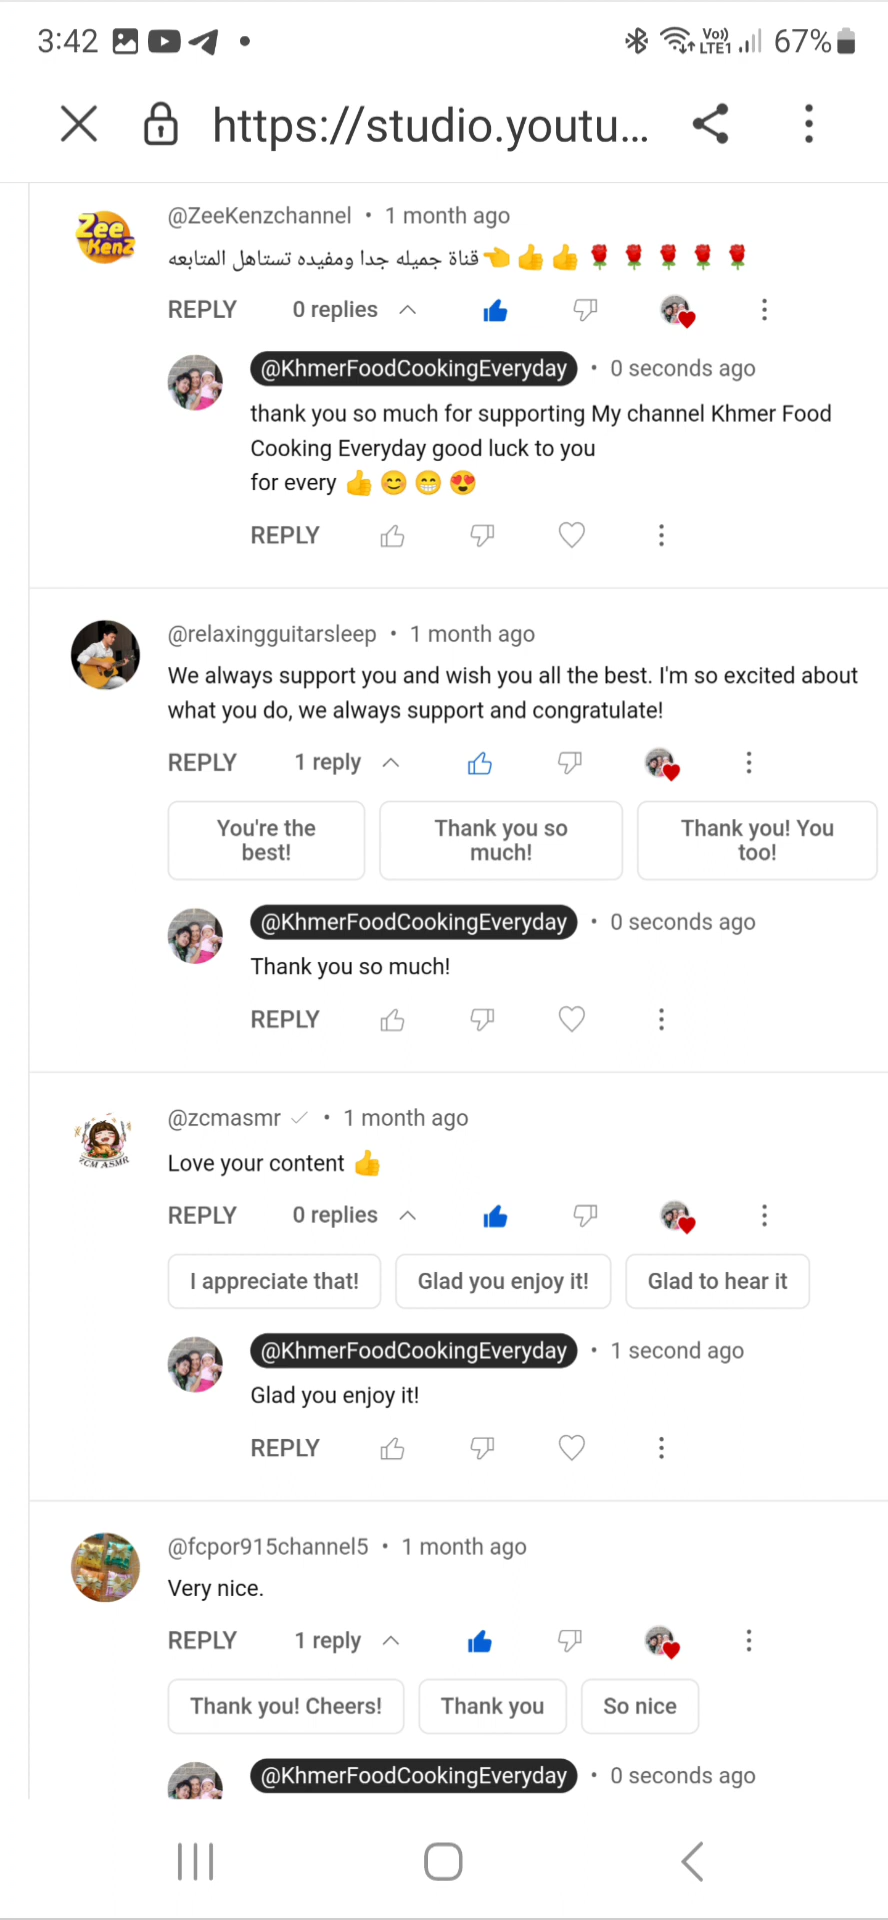 3:42
Vo)) LTE1 67%
https://studio.youtu...
Zee KenZ
@ZeeKenzchannel • 1 month ago
قناة جميله جدا ومفيده تستاهل المتابعه 👈👍👍🌹🌹🌹🌹🌹
REPLY 0 replies
@KhmerFoodCookingEveryday • 0 seconds ago
thank you so much for supporting My channel Khmer Food
Cooking Everyday good luck to you
for every 👍😊😁😍
REPLY
@relaxingguitarsleep • 1 month ago
We always support you and wish you all the best. I'm so excited about
what you do, we always support and congratulate!
REPLY 1 reply
You're the best!
Thank you so much!
Thank you! You too!
@KhmerFoodCookingEveryday • 0 seconds ago
Thank you so much!
REPLY
@zcmasmr • 1 month ago
ZCM ASMR
Love your content 👍
REPLY 0 replies
I appreciate that! Glad you enjoy it! Glad to hear it
@KhmerFoodCookingEveryday • 1 second ago
Glad you enjoy it!
REPLY
@fcpor915channel5 • 1 month ago
Very nice.
REPLY 1 reply
Thank you! Cheers! Thank you So nice
@KhmerFoodCookingEveryday • 0 seconds ago